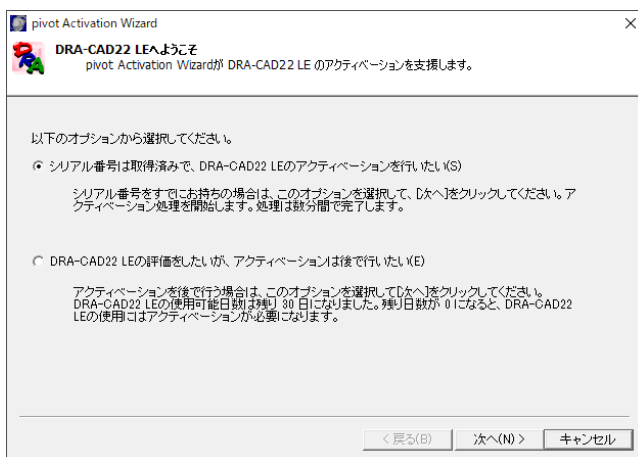 pivot Activation Wizard
DRA-CAD22 LEへようこそ
pivot Activation Wizardが DRA-CAD22 LE のアクティベーションを支援します。
以下のオプションから選択してください。
シリアル番号は取得済みで、DRA-CAD22 LEのアクティベーションを行いたい(S)
シリアル番号をすでにお持ちの場合は、このオプションを選択して、[次へ]をクリックしてください。ア
クティベーション処理を開始します。処理は数分間で完了します。
DRA-CAD22 LEの評価をしたいが、アクティベーションは後で行いたい(E)
アクティベーションを後で行う場合は、このオプションを選択して[次へ]をクリックしてください。
DRA-CAD22 LEの使用可能日数は残り 30 日になりました。残り日数が 0 になると、DRA-CAD22
LEの使用にはアクティベーションが必要になります。
< 戻る(B)
次へ(N) >
キャンセル